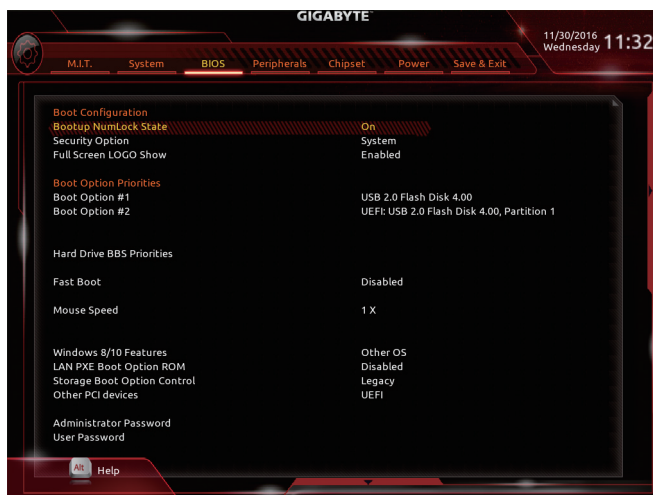 GIGABYTE™
11/30/2016
Wednesday 11:32
M.I.T. System BIOS Peripherals Chipset Power Save & Exit
Boot Configuration
Bootup NumLock State On
Security Option System
Full Screen LOGO Show Enabled
Boot Option Priorities
Boot Option #1 USB 2.0 Flash Disk 4.00
Boot Option #2 UEFI: USB 2.0 Flash Disk 4.00, Partition 1
Hard Drive BBS Priorities
Fast Boot Disabled
Mouse Speed 1 X
Windows 8/10 Features Other OS
LAN PXE Boot Option ROM Disabled
Storage Boot Option Control Legacy
Other PCI devices UEFI
Administrator Password
User Password
Alt Help